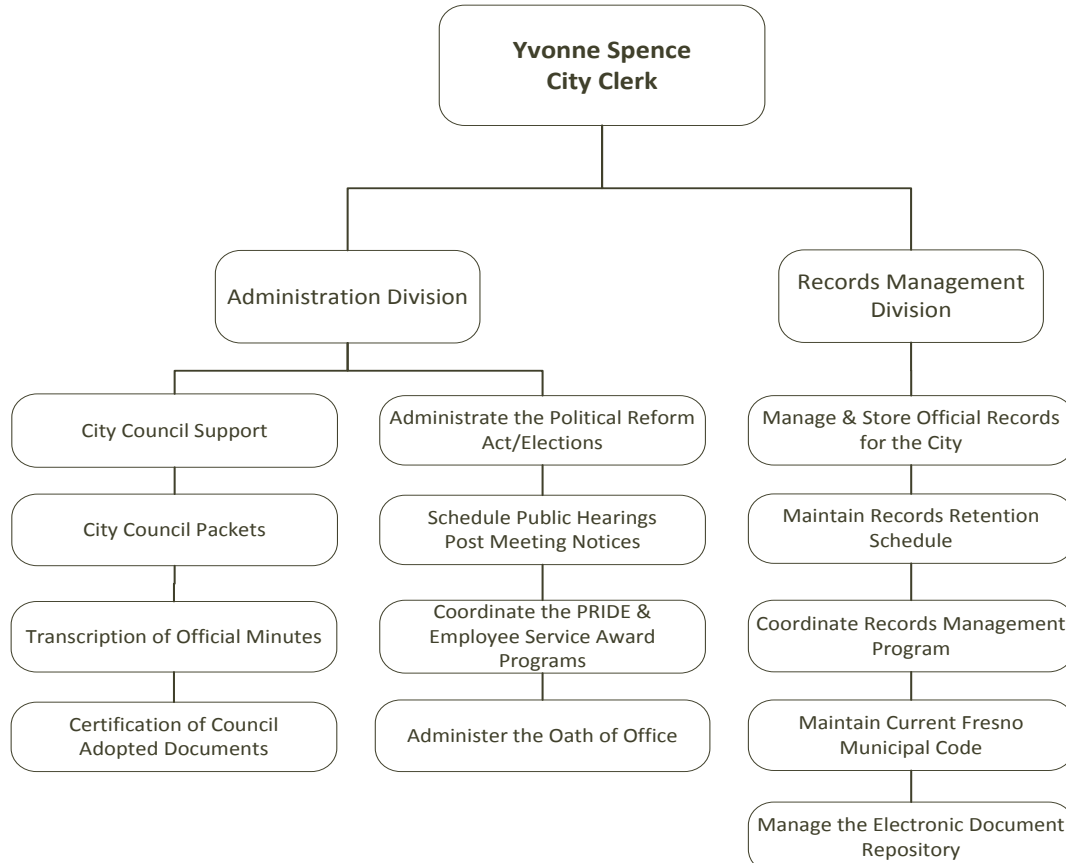 Yvonne Spence
City Clerk
Administration Division
Records Management
Division
City Council Support
City Council Packets
Transcription of Official Minutes
Certification of Council
Adopted Documents
Administrate the Political Reform
Act/Elections
Schedule Public Hearings
Post Meeting Notices
Coordinate the PRIDE &
Employee Service Award
Programs
Administer the Oath of Office
Manage & Store Official Records
for the City
Maintain Records Retention
Schedule
Coordinate Records Management
Program
Maintain Current Fresno
Municipal Code
Manage the Electronic Document
Repository